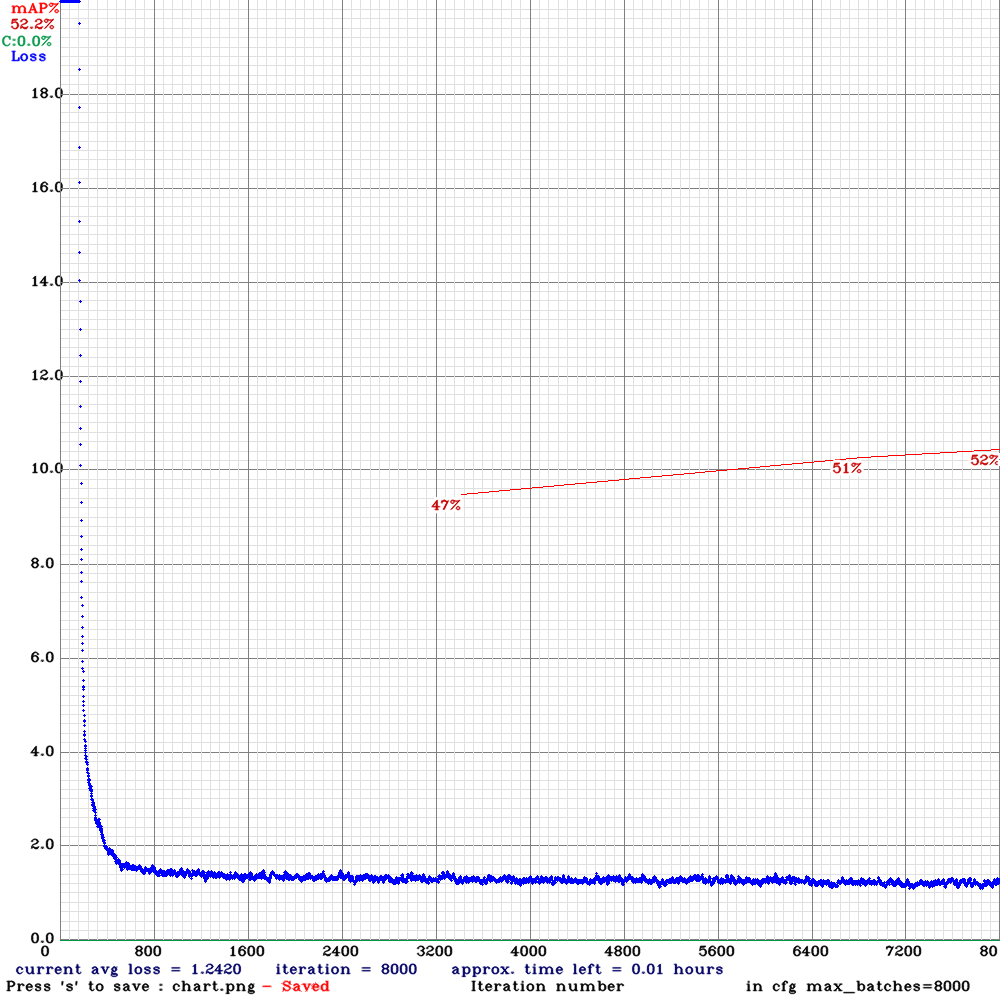 mAP%
52.2%
C:0.0%
Loss
18.0
16.0
14.0
12.0
10.0
8.0
6.0
4.0
2.0
0.0
47%
51%
52%
0 800 1600 2400 3200 4000 4800 5600 6400 7200 80
current avg loss = 1.2420 iteration = 8000 approx. time left = 0.01 hours
Press 's' to save : chart.png - Saved Iteration number in cfg max_batches=8000